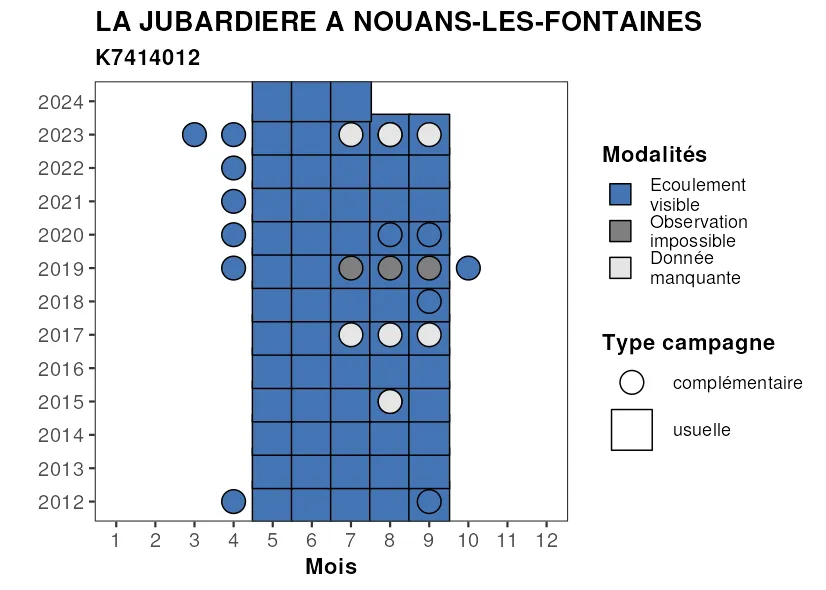 LA JUBARDIERE A NOUANS-LES-FONTAINES
K7414012
2024
2023
2022
2021
2020
2019
2018
2017
2016
2015
2014
2013
2012
1 2 3 4 5 6 7 8 9 10 11 12
Mois
Modalités
Ecoulement
visible
Observation
impossible
Donnée
manquante
Type campagne
complémentaire
usuelle